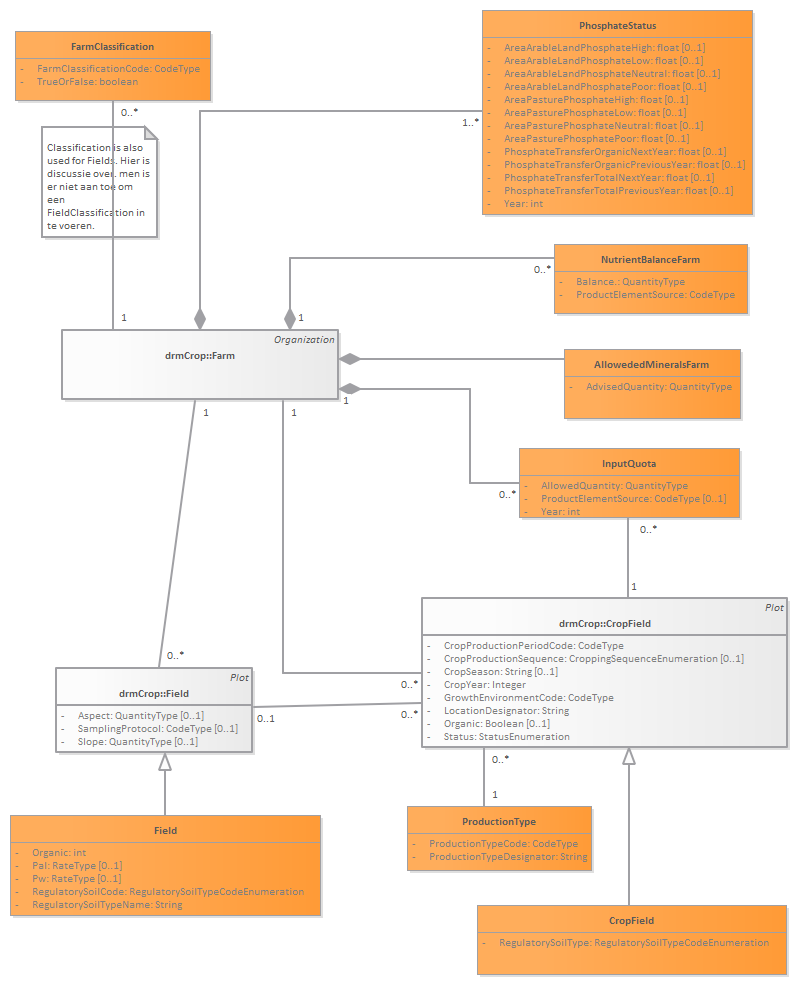 FarmClassification
- FarmClassificationCode: CodeType
- TrueOrFalse: boolean
0..*
Classification is also
used for Fields. Hier is
discussie over. men is
er niet aan toe om
een
FieldClassification in
te voeren.
1
PhosphateStatus
- AreaArableLandPhosphateHigh: float [0..1]
- AreaArableLandPhosphateLow: float [0..1]
- AreaArableLandPhosphateNeutral: float [0..1]
- AreaArableLandPhosphatePoor: float [0..1]
- AreaPasturePhosphateHigh: float [0..1]
- AreaPasturePhosphateLow: float [0..1]
- AreaPasturePhosphateNeutral: float [0..1]
- AreaPasturePhosphatePoor: float [0..1]
- PhosphateTransferOrganicNextYear: float [0..1]
- PhosphateTransferOrganicPreviousYear: float [0..1]
- PhosphateTransferTotalNextYear: float [0..1]
- PhosphateTransferTotalPreviousYear: float [0..1]
- Year: int
1..*
NutrientBalanceFarm
- Balance.: QuantityType
- ProductElementSource: CodeType
0..*
1
Organization
drmCrop::Farm
AllowededMineralsFarm
- AdvisedQuantity: QuantityType
1
1
1
InputQuota
- AllowedQuantity: QuantityType
- ProductElementSource: CodeType [0..1]
- Year: int
0..*
0..*
1
Plot
drmCrop::CropField
- CropProductionPeriodCode: CodeType
- CropProductionSequence: CroppingSequenceEnumeration [0..1]
- CropSeason: String [0..1]
- CropYear: Integer
- GrowthEnvironmentCode: CodeType
- LocationDesignator: String
- Organic: Boolean [0..1]
- Status: StatusEnumeration
0..*
0..*
0..*
Plot
drmCrop::Field
- Aspect: QuantityType [0..1]
- SamplingProtocol: CodeType [0..1]
- Slope: QuantityType [0..1]
0..1
0..*
1
ProductionType
- ProductionTypeCode: CodeType
- ProductionTypeDesignator: String
Field
- Organic: int
- Pal: RateType [0..1]
- Pw: RateType [0..1]
- RegulatorySoilCode: RegulatorySoilTypeCodeEnumeration
- RegulatorySoilTypeName: String
CropField
- RegulatorySoilType: RegulatorySoilTypeCodeEnumeration